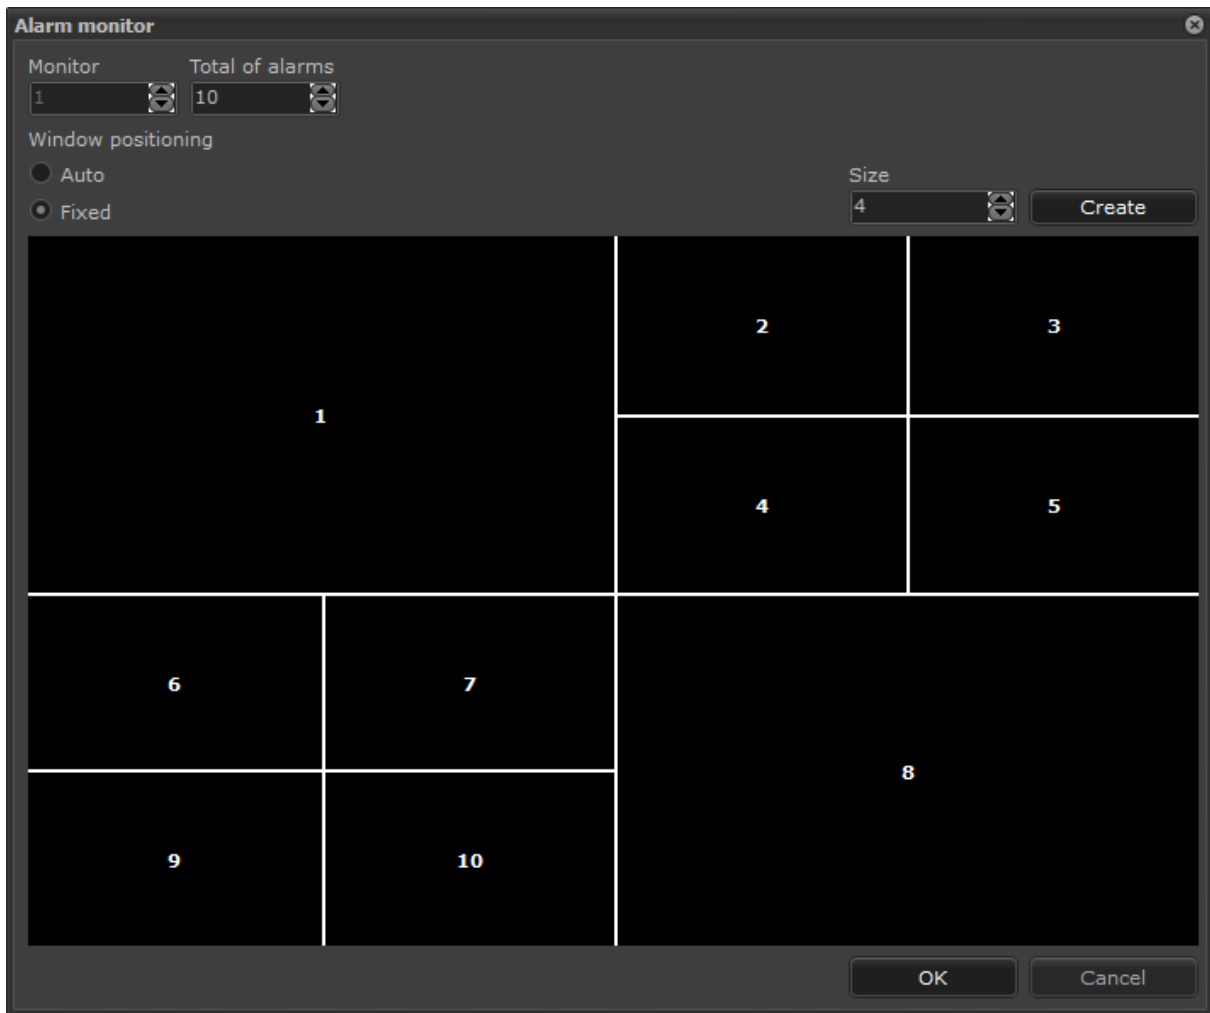 Alarm monitor
Monitor Total of alarms
1 10
Window positioning
Auto
Size
Fixed
4 Create
1
2 3
4 5
6 7
8
9 10
OK Cancel